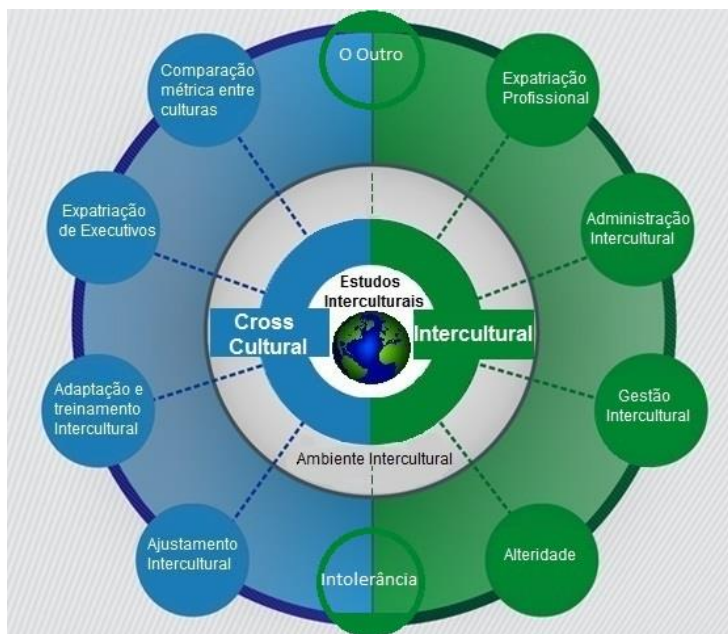 O Outro
Comparação
métrica entre
culturas
Expatriação
Profissional
Expatriação
de Executivos
Administração
Intercultural
Estudos
Interculturais
Cross
Cultural
Intercultural
Adaptação e
treinamento
Intercultural
Gestão
Intercultural
Ambiente Intercultural
Ajustamento
Intercultural
Alteridade
Intolerância